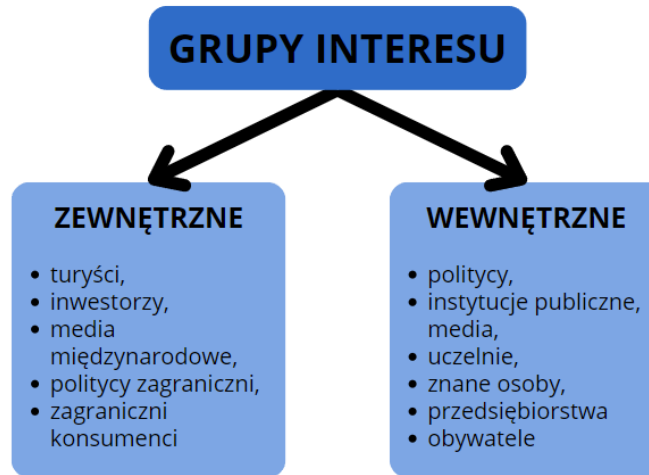 GRUPY INTERESU
ZEWNĘTRZNE
• turyści,
• inwestorzy,
• media
międzynarodowe,
• politycy zagraniczni,
• zagraniczni
konsumenci
WEWNĘTRZNE
• politycy,
• instytucje publiczne,
media,
• uczelnie,
• znane osoby,
• przedsiębiorstwa
• obywatele